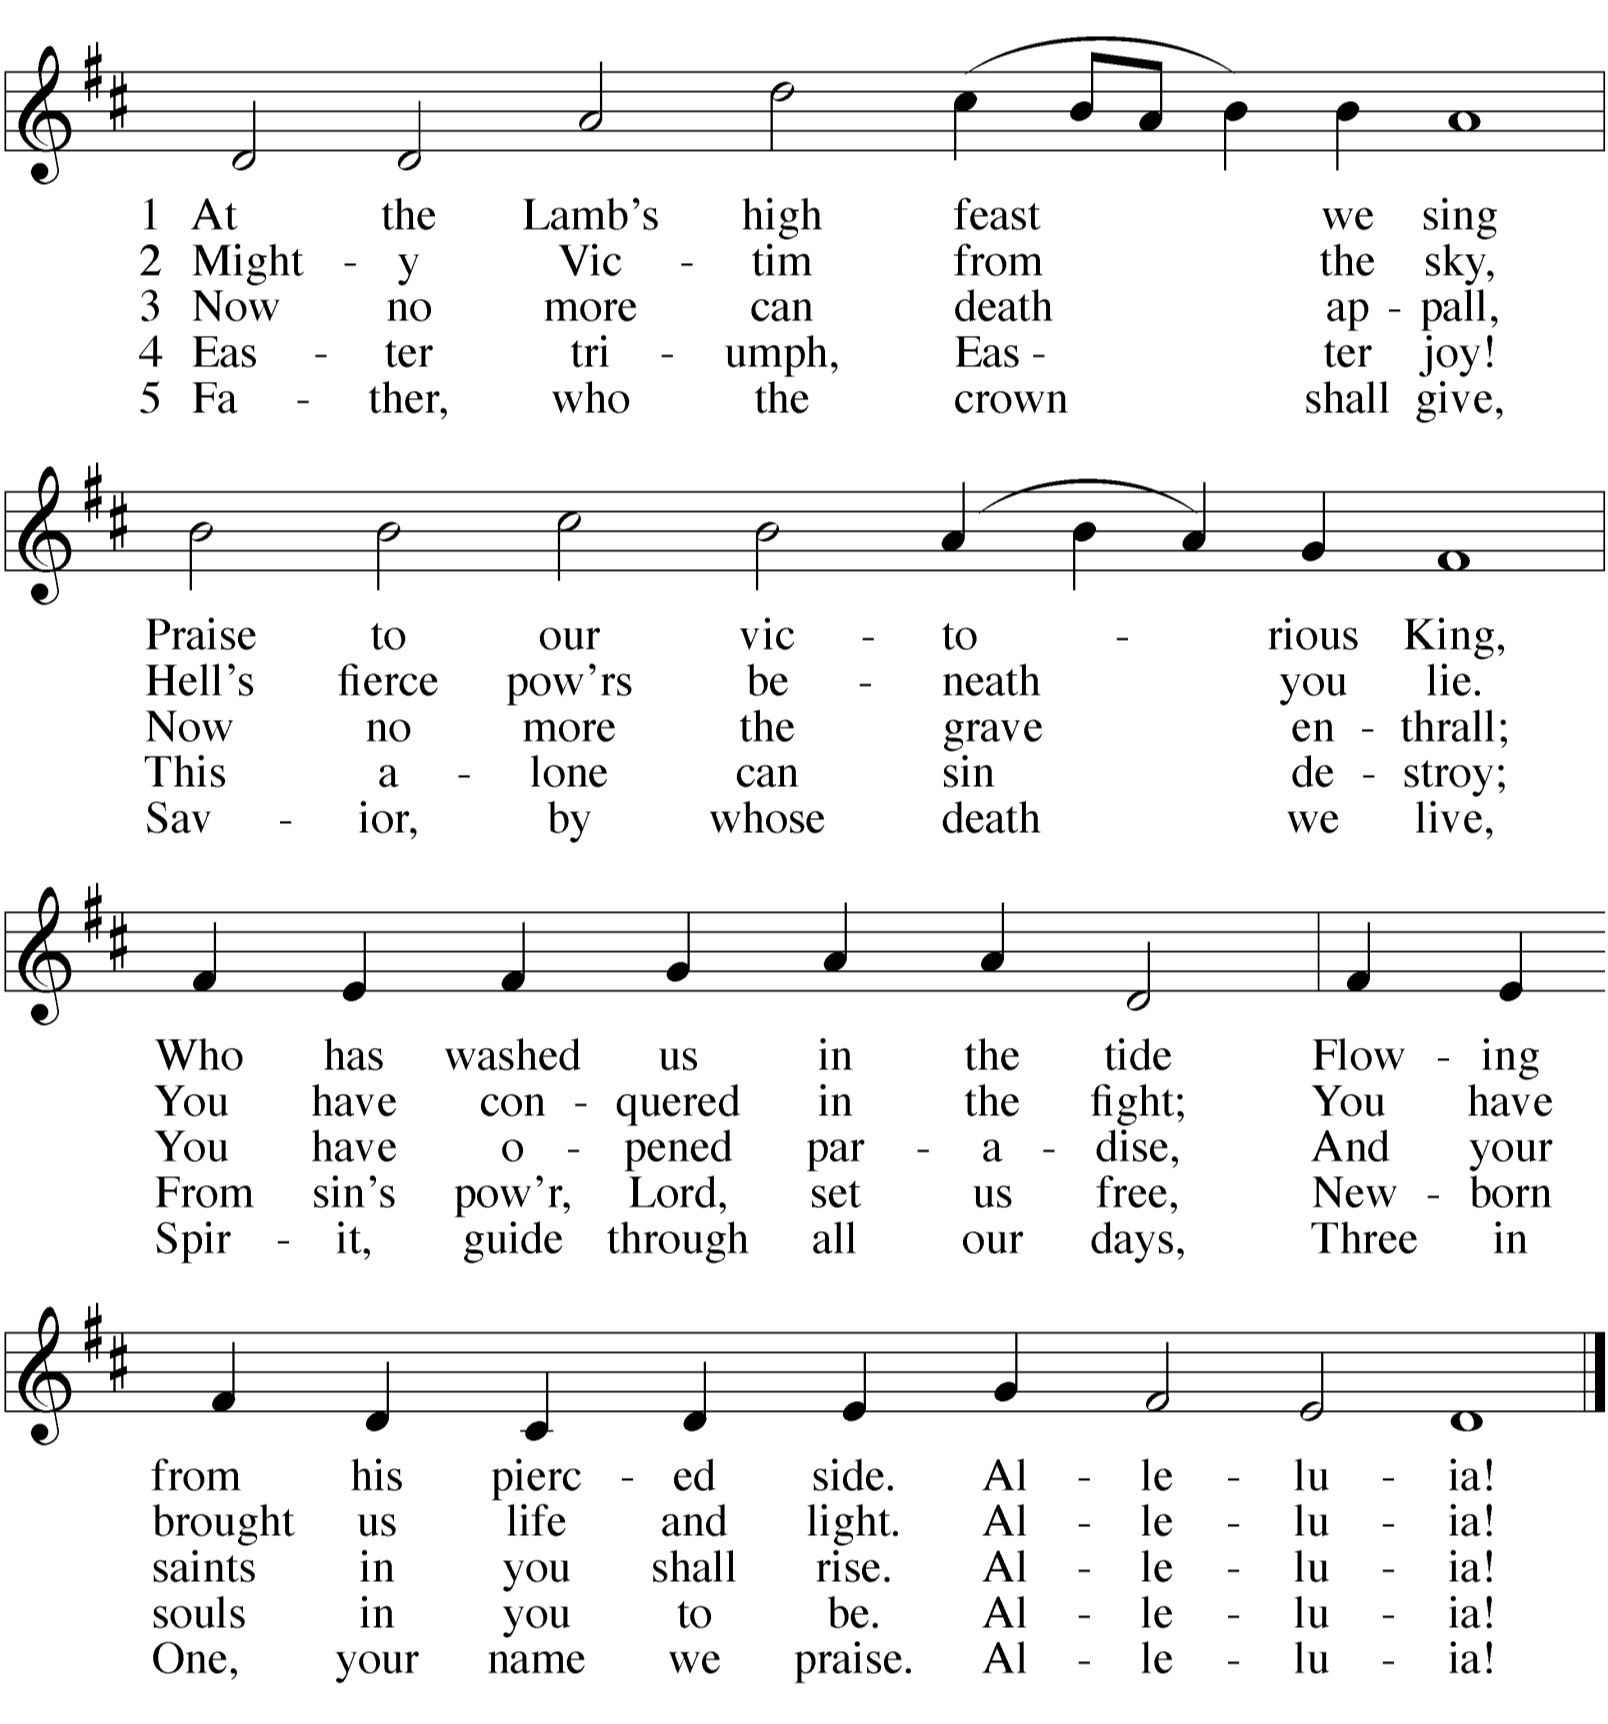 1 At the Lamb's high feast we sing
2 Might - y Vic - tim from the sky,
3 Now no more can death ap - pall,
4 Eas - ter tri - umph, Eas - ter joy!
5 Fa - ther, who the crown shall give,
Praise to our vic - to - rious King,
Hell's fierce pow'rs be - neath you lie.
Now no more the grave en - thrall;
This a - lone can sin de - stroy;
Sav - ior, by whose death we live,
Who has washed us in the tide Flow - ing
You have con - quered in the fight; You have
You have o - pened par - a - dise, And your
From sin's pow'r, Lord, set us free, New - born
Spir - it, guide through all our days, Three in
from his pierc - ed side. Al - le - lu - ia!
brought us life and light. Al - le - lu - ia!
saints in you shall rise. Al - le - lu - ia!
souls in you to be. Al - le - lu - ia!
One, your name we praise. Al - le - lu - ia!